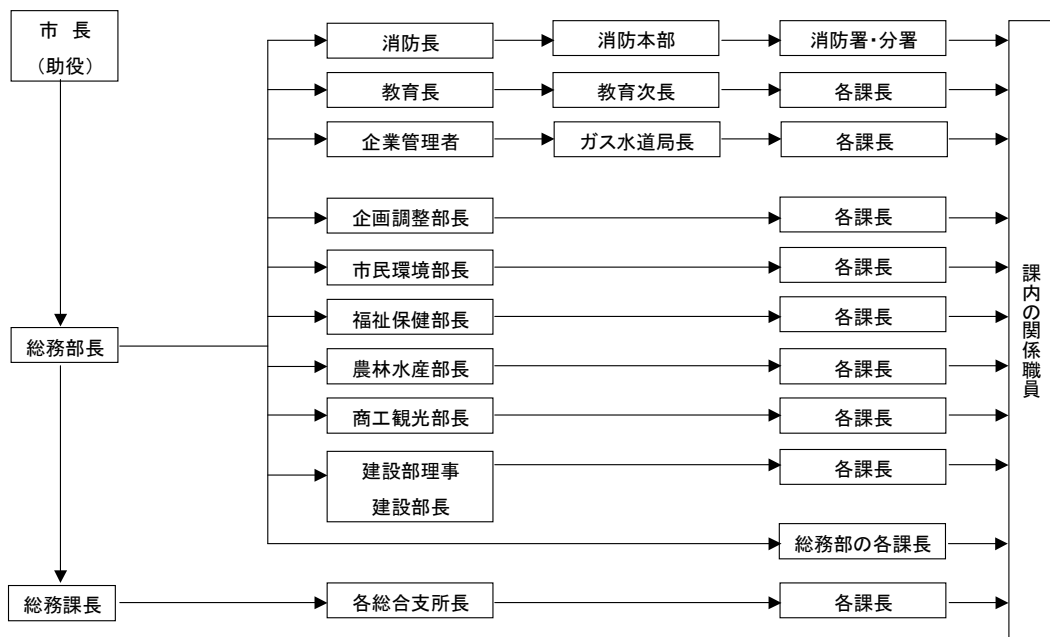 市 長
(助役)
消防長
消防本部
消防署・分署
教育長
教育次長
各課長
企業管理者
ガス水道局長
各課長
企画調整部長
各課長
市民環境部長
各課長
福祉保健部長
各課長
総務部長
農林水産部長
各課長
商工観光部長
各課長
建設部理事
建設部長
各課長
総務部の各課長
総務課長
各総合支所長
各課長
課内の関係職員